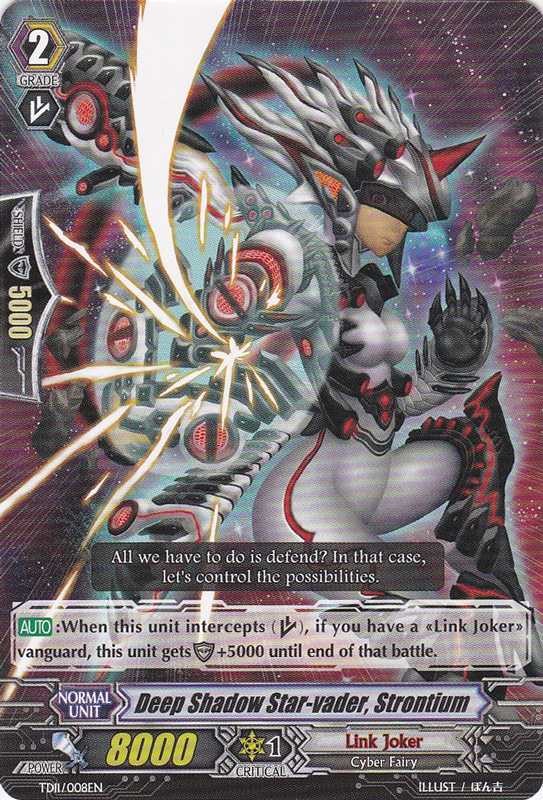 2
GRADE
SHIELD
5000
All we have to do is defend? In that case,
let's control the possibilities.
AUTO:When this unit intercepts ( ), if you have a «Link Joker»
vanguard, this unit gets +5000 until end of that battle.
NORMAL UNIT
Deep Shadow Star-vader, Strontium
POWER
8000
1
CRITICAL
Link Joker
Cyber Fairy
TD11/008EN
ILLUST / ぽん吉